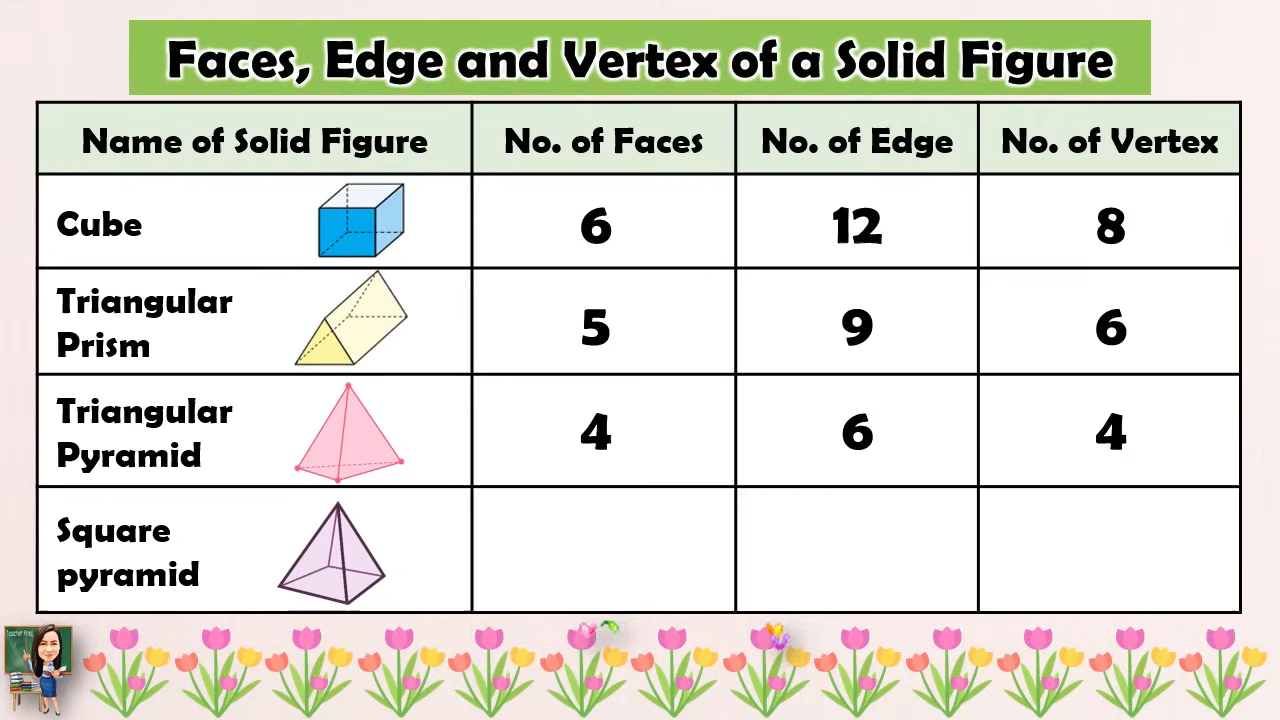 Faces, Edge and Vertex of a Solid Figure
Name of Solid Figure No. of Faces No. of Edge No. of Vertex
Cube 6 12 8
Triangular
Prism 5 9 6
Triangular
Pyramid 4 6 4
Square
pyramid